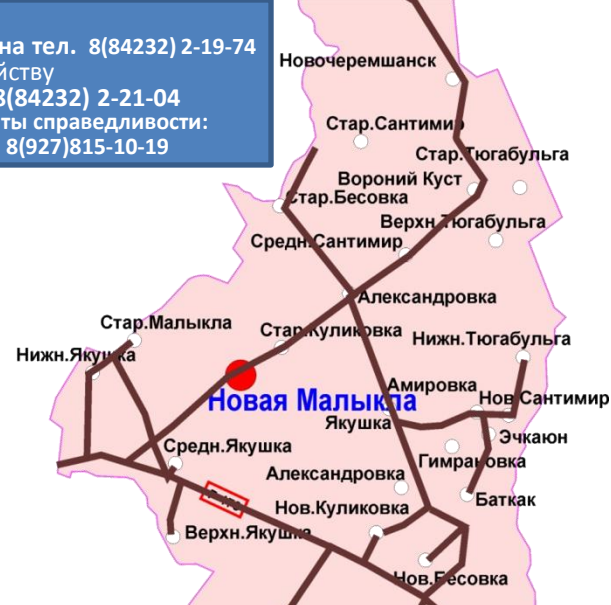 на тел. 8(84232) 2-19-74
йству
8(84232) 2-21-04
ты справедливости:
8(927)815-10-19
Новочеремшанск
Стар.Сантимир
Стар.Тюгабульга
Вороний Куст
Стар.Бесовка
Верхн.Тюгабульга
Средн.Сантимир
Александровка
Стар.Малыкла
Стар.Куликовка
Нижн.Тюгабульга
Нижн.Якушка
Амировка
Новая Малыкла
Нов.Сантимир
Якушка
Эчкаюн
Средн.Якушка
Гимрановка
Александровка
Баткак
Нов.Куликовка
Верхн.Якушка
Нов.Бесовка